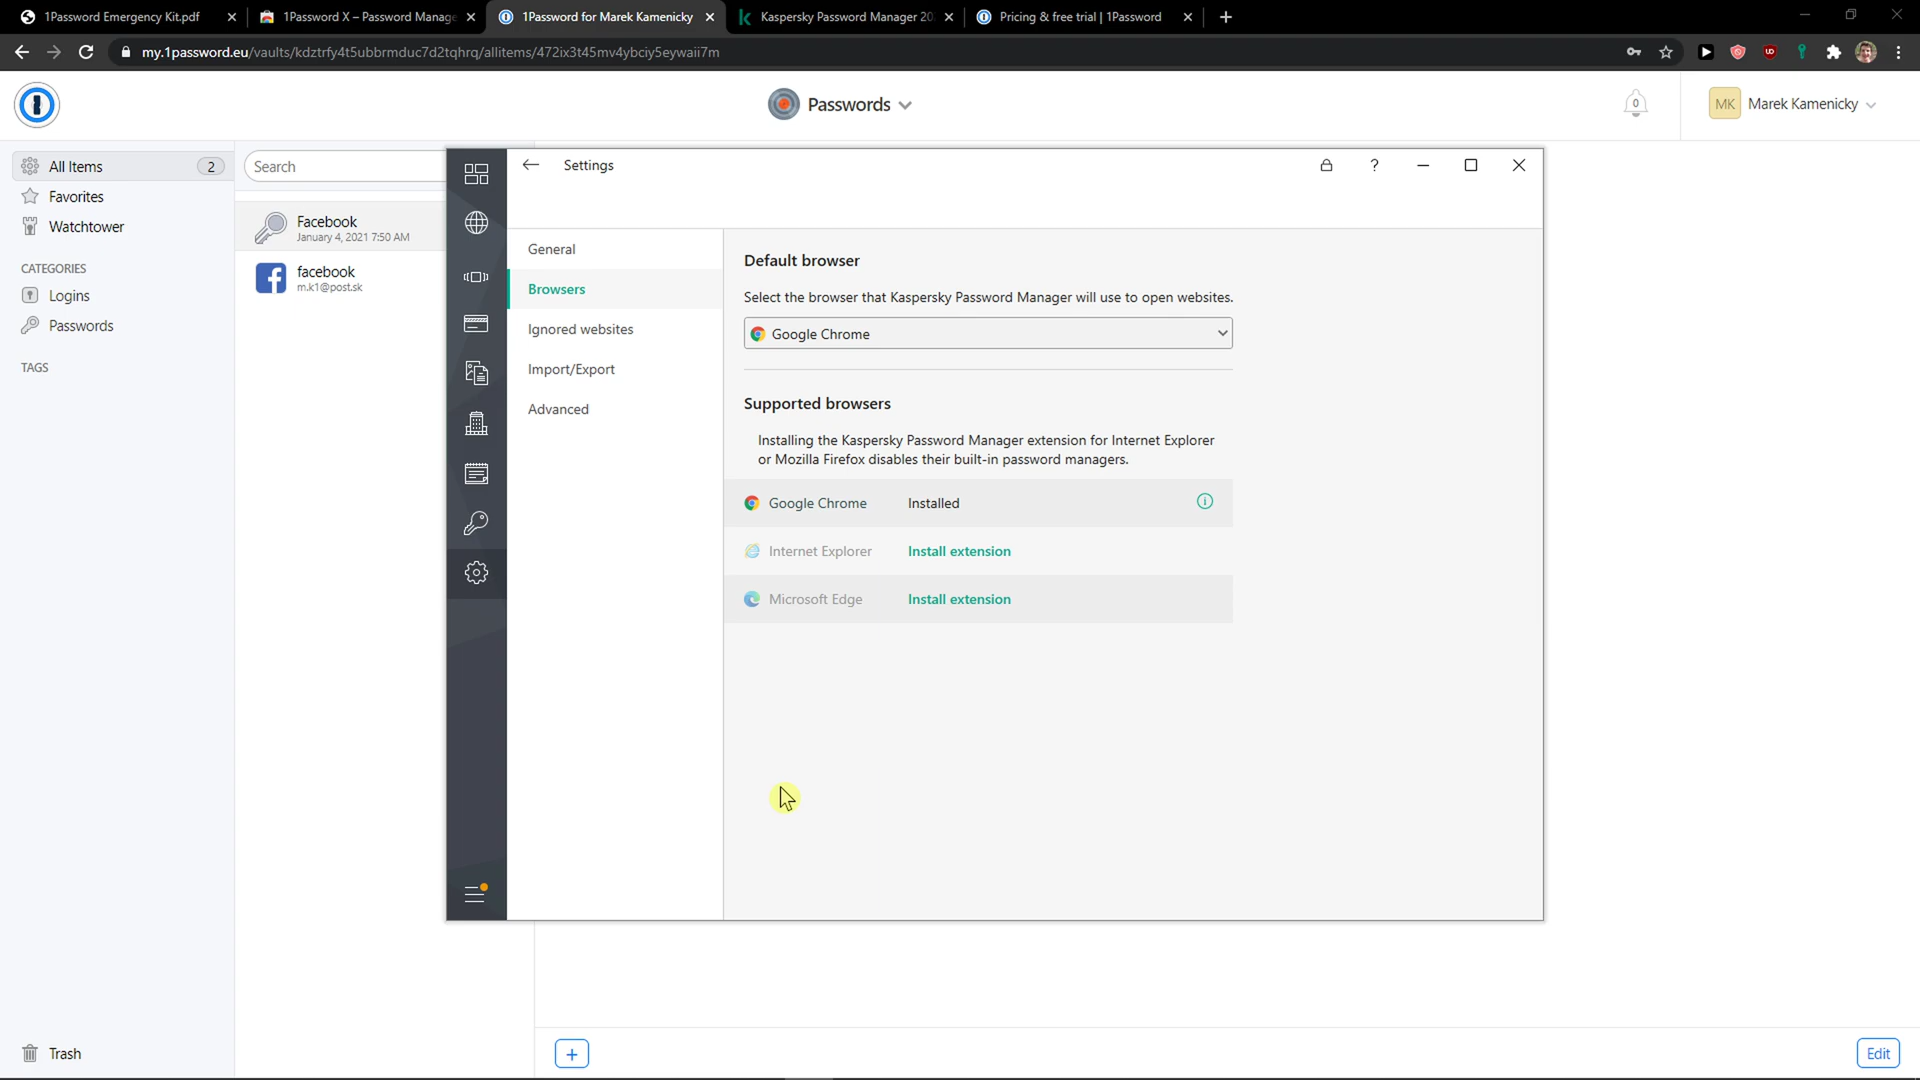 1Password Emergency Kit.pdf
1Password X – Password Manage
1Password for Marek Kamenicky
Kaspersky Password Manager 20
Pricing & free trial | 1Password
my.1password.eu/vaults/kdztrfy4t5ubbrmduc7d2tqhrq/allitems/472ix3t45mv4ybciy5eywaii7m
Passwords
0
MK
Marek Kamenicky
All Items
2
Favorites
Watchtower
CATEGORIES
Logins
Passwords
TAGS
Trash
Search
Facebook
January 4, 2021 7:50 AM
facebook
m.k1@post.sk
Settings
?
General
Browsers
Ignored websites
Import/Export
Advanced
Default browser
Select the browser that Kaspersky Password Manager will use to open websites.
Google Chrome
Supported browsers
Installing the Kaspersky Password Manager extension for Internet Explorer
or Mozilla Firefox disables their built-in password managers.
Google Chrome Installed
Internet Explorer Install extension
Microsoft Edge Install extension
+
Edit